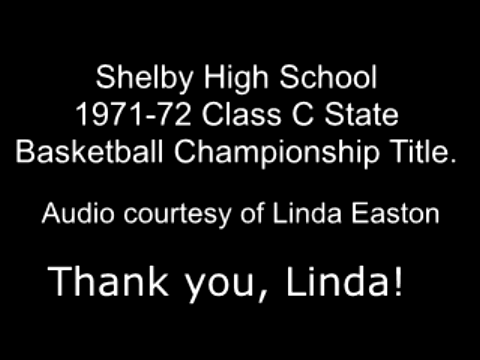 Shelby High School
1971-72 Class C State
Basketball Championship Title.
Audio courtesy of Linda Easton
Thank you, Linda!